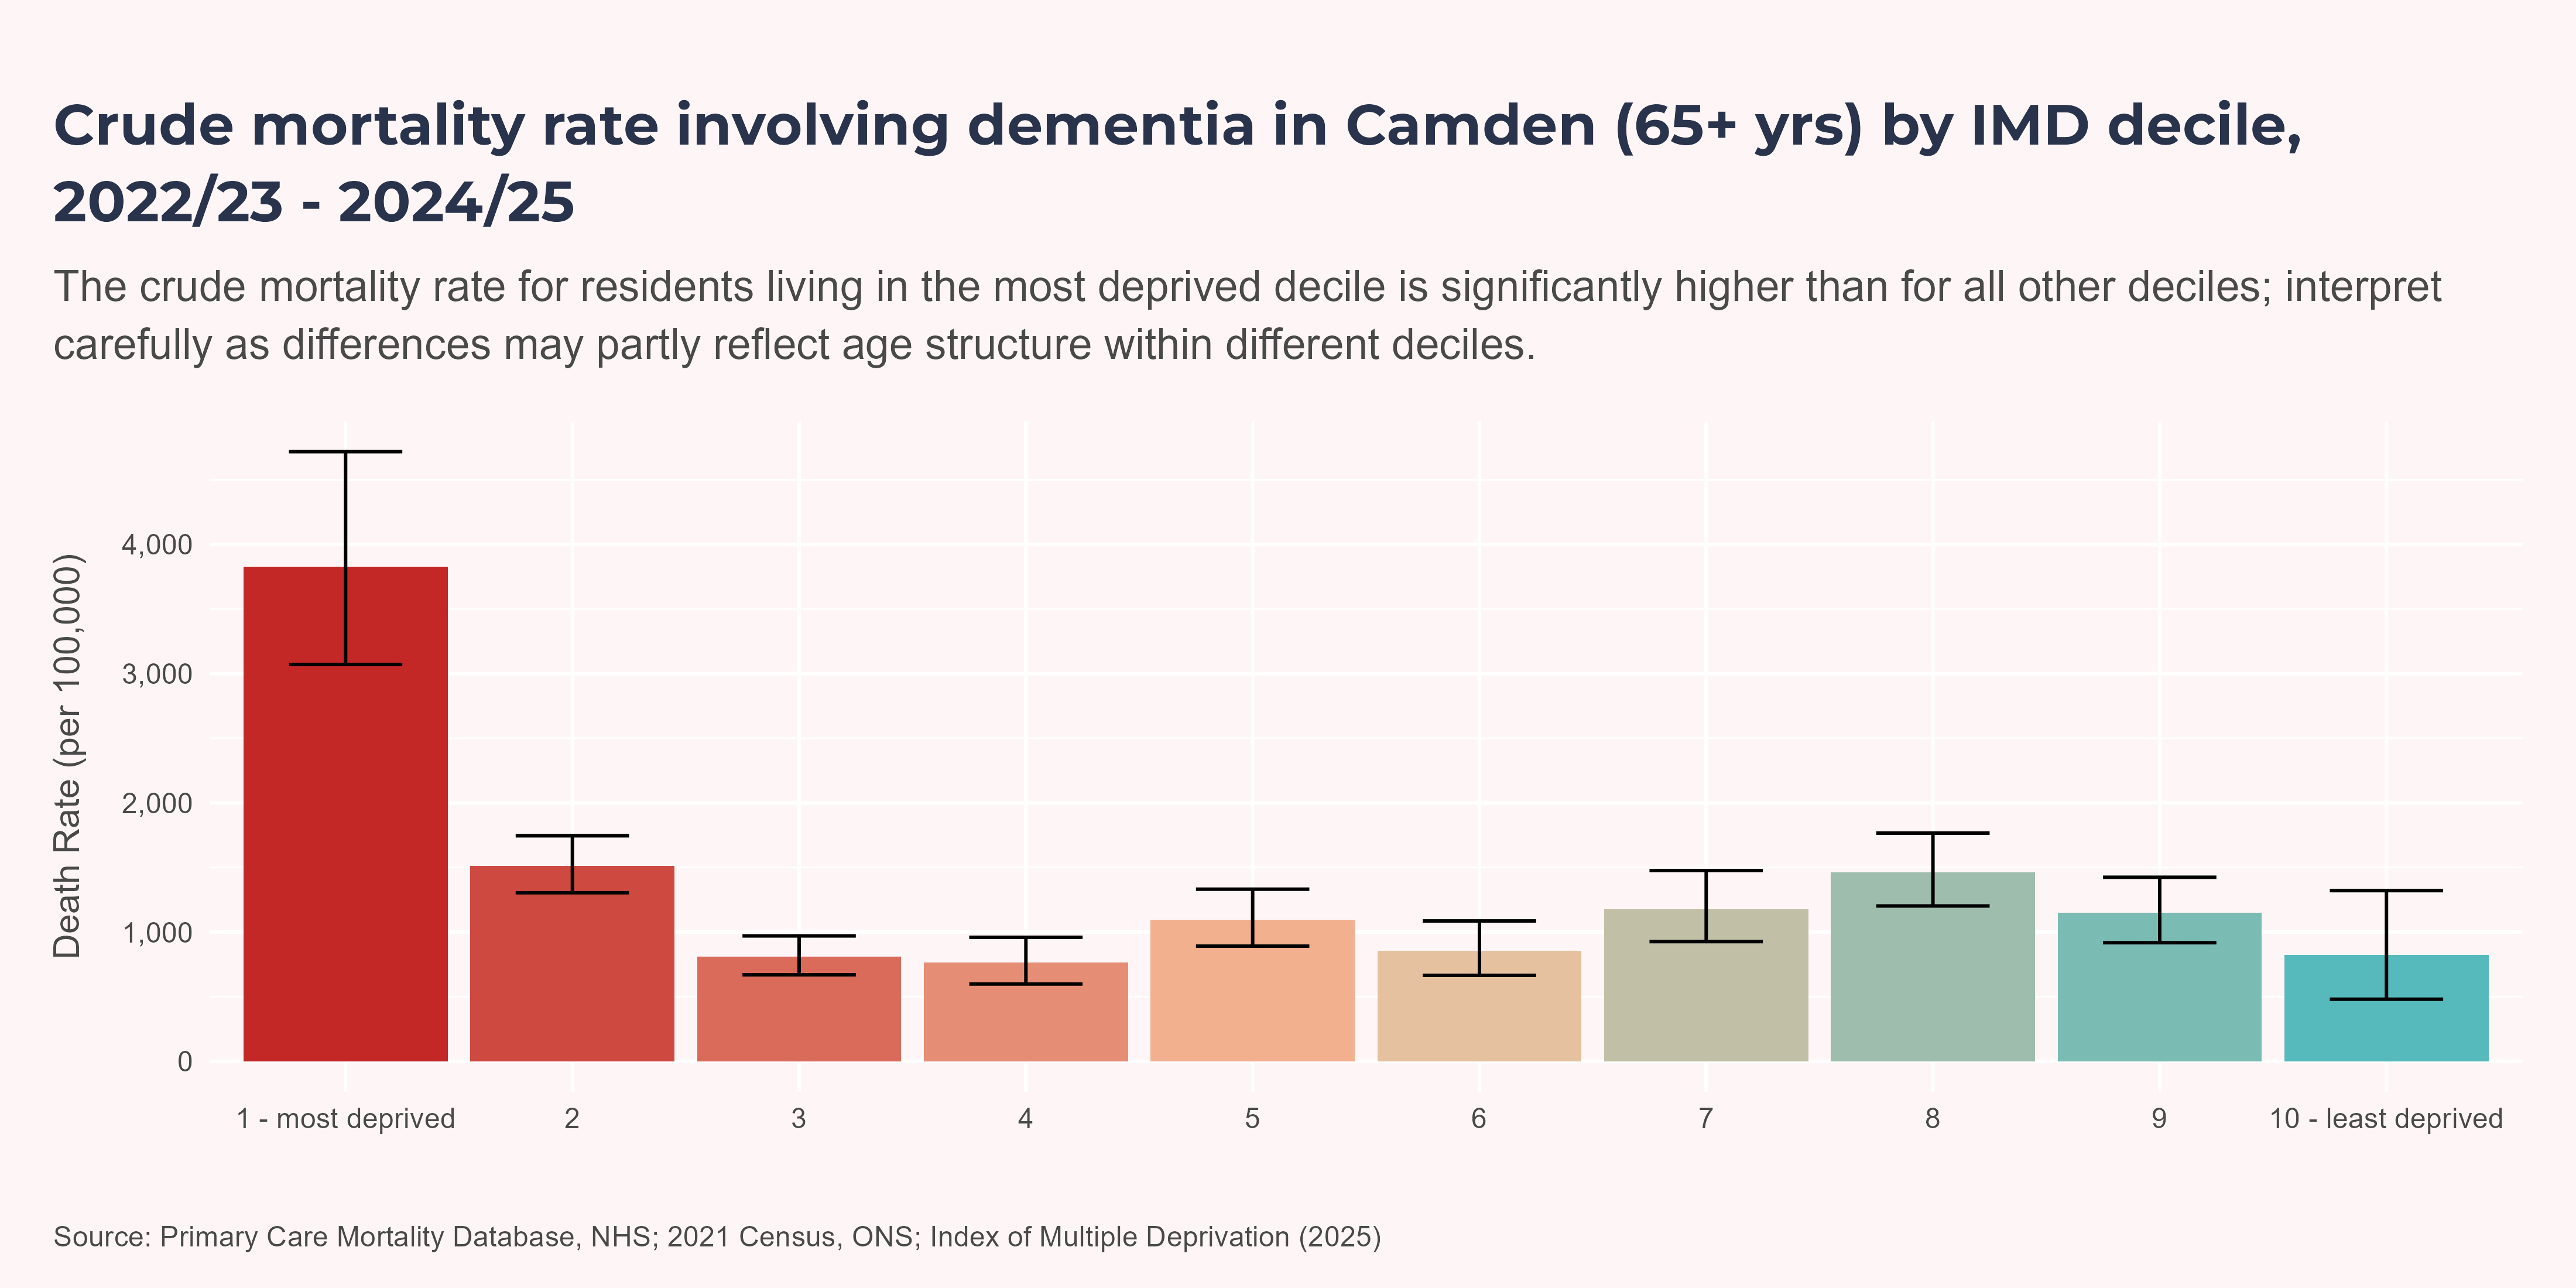 Crude mortality rate involving dementia in Camden (65+ yrs) by IMD decile,
2022/23 - 2024/25
The crude mortality rate for residents living in the most deprived decile is significantly higher than for all other deciles; interpret
carefully as differences may partly reflect age structure within different deciles.
Death Rate (per 100,000)
4,000
3,000
2,000
1,000
0
1 - most deprived
2
3
4
5
6
7
8
9
10 - least deprived
Source: Primary Care Mortality Database, NHS; 2021 Census, ONS; Index of Multiple Deprivation (2025)